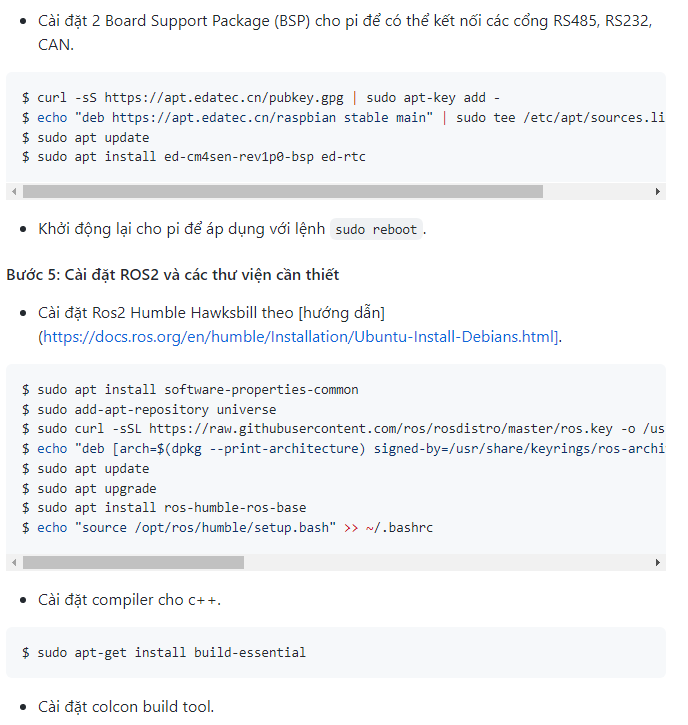 Cài đặt 2 Board Support Package (BSP) cho pi để có thể kết nối các cổng RS485, RS232,
CAN.
$ curl -sS https://apt.edatec.cn/pubkey.gpg | sudo apt-key add -
$ echo "deb https://apt.edatec.cn/raspbian stable main" | sudo tee /etc/apt/sources.li
$ sudo apt update
$ sudo apt install ed-cm4sen-rev1p0-bsp ed-rtc
Khởi động lại cho pi để áp dụng với lệnh sudo reboot.
Bước 5: Cài đặt ROS2 và các thư viện cần thiết
Cài đặt Ros2 Humble Hawksbill theo [hướng dẫn]
(https://docs.ros.org/en/humble/Installation/Ubuntu-Install-Debians.html].
$ sudo apt install software-properties-common
$ sudo add-apt-repository universe
$ sudo curl -sSL https://raw.githubusercontent.com/ros/rosdistro/master/ros.key -o /us
$ echo "deb [arch=$(dpkg --print-architecture) signed-by=/usr/share/keyrings/ros-archi
$ sudo apt update
$ sudo apt upgrade
$ sudo apt install ros-humble-ros-base
$ echo "source /opt/ros/humble/setup.bash" >> ~/.bashrc
Cài đặt compiler cho c++.
$ sudo apt-get install build-essential
Cài đặt colcon build tool.